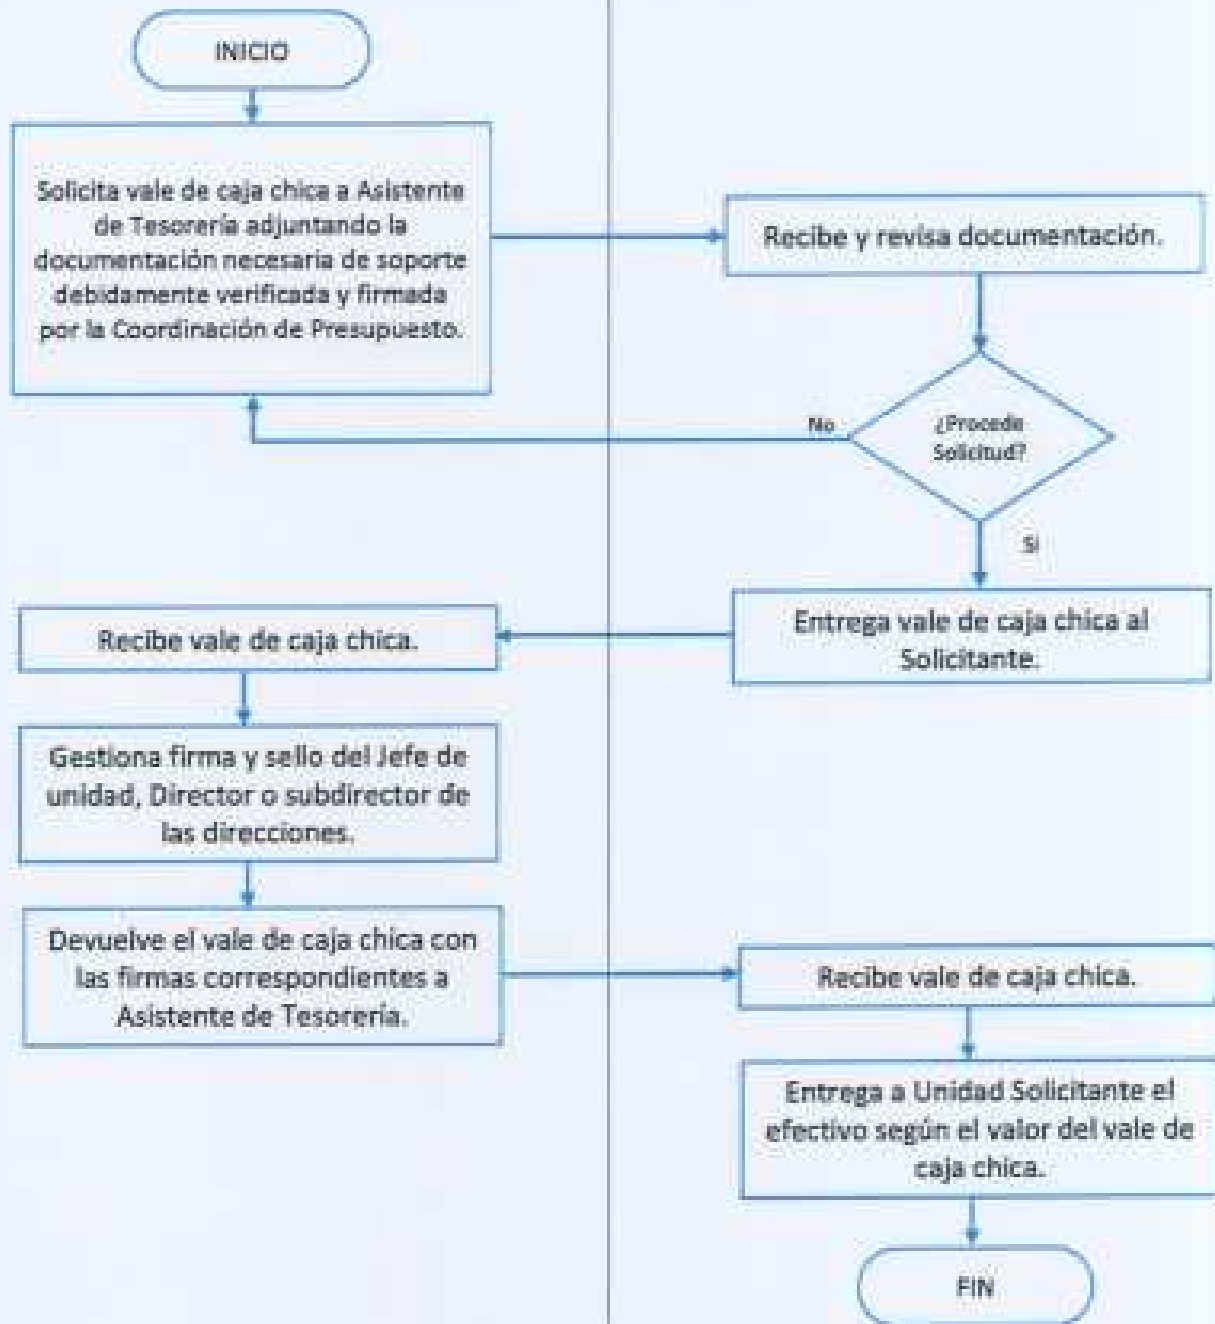 INICIO
Solicita vale de caja chica a Asistente
de Tesorería adjuntando la
documentación necesaria de soporte
debidamente verificada y firmada
por la Coordinación de Presupuesto.
Recibe y revisa documentación.
¿Procede
Solicitud?
No
Si
Entrega vale de caja chica al
Solicitante.
Recibe vale de caja chica.
Gestiona firma y sello del Jefe de
unidad, Director o subdirector de
las direcciones.
Devuelve el vale de caja chica con
las firmas correspondientes a
Asistente de Tesorería.
Recibe vale de caja chica.
Entrega a Unidad Solicitante el
efectivo según el valor del vale de
caja chica.
FIN